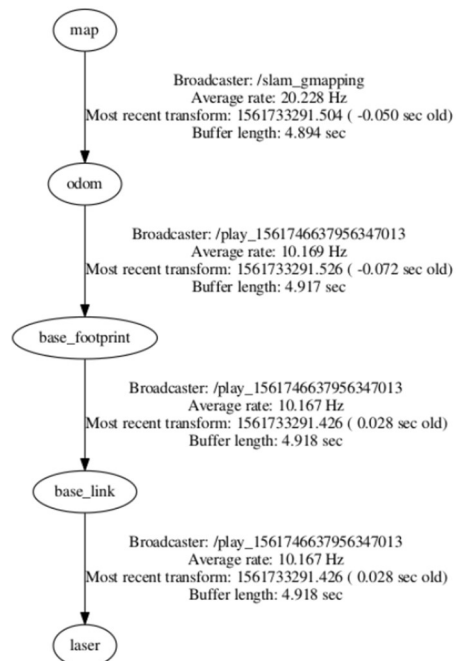 map
Broadcaster: /slam_gmapping
Average rate: 20.228 Hz
Most recent transform: 1561733291.504 ( -0.050 sec old)
Buffer length: 4.894 sec
odom
Broadcaster: /play_1561746637956347013
Average rate: 10.169 Hz
Most recent transform: 1561733291.526 ( -0.072 sec old)
Buffer length: 4.917 sec
base_footprint
Broadcaster: /play_1561746637956347013
Average rate: 10.167 Hz
Most recent transform: 1561733291.426 ( 0.028 sec old)
Buffer length: 4.918 sec
base_link
Broadcaster: /play_1561746637956347013
Average rate: 10.167 Hz
Most recent transform: 1561733291.426 ( 0.028 sec old)
Buffer length: 4.918 sec
laser